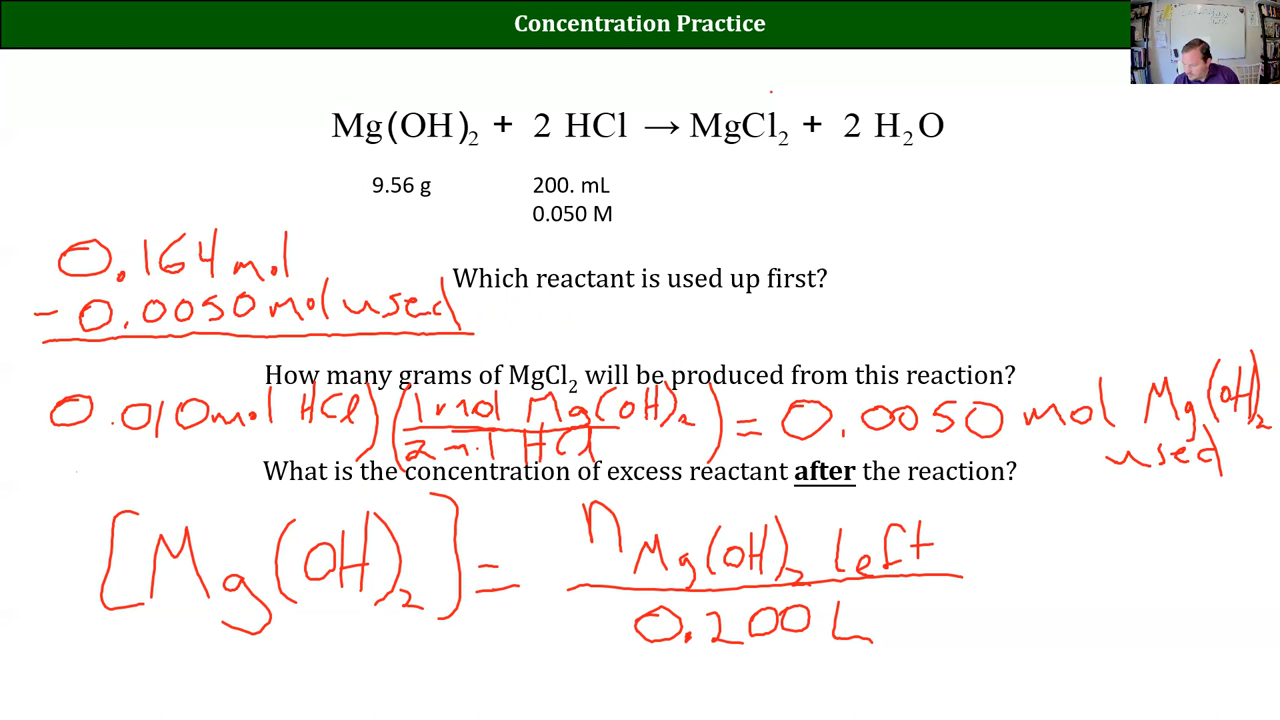 Concentration Practice
Mg(OH)₂ + 2 HCl → MgCl₂ + 2 H₂O
9.56 g 200. mL
0.050 M
0.164 mol
Which reactant is used up first?
- 0.0050 mol used
How many grams of MgCl₂ will be produced from this reaction?
0.010 mol HCl) (1 mol Mg(OH)₂ / 2 mol HCl) = 0.0050 mol Mg(OH)₂
used
What is the concentration of excess reactant after the reaction?
[Mg(OH)₂] = n Mg(OH)₂ left
0.200 L